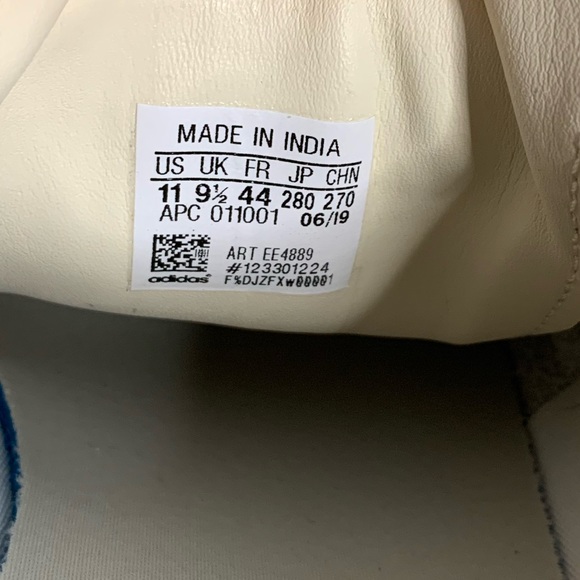 MADE IN INDIA
US UK FR JP CHN
11 9½ 44 280 270
APC 011001 06/19
ART EE4889
#123301224
adidas F%DJZFXw00001